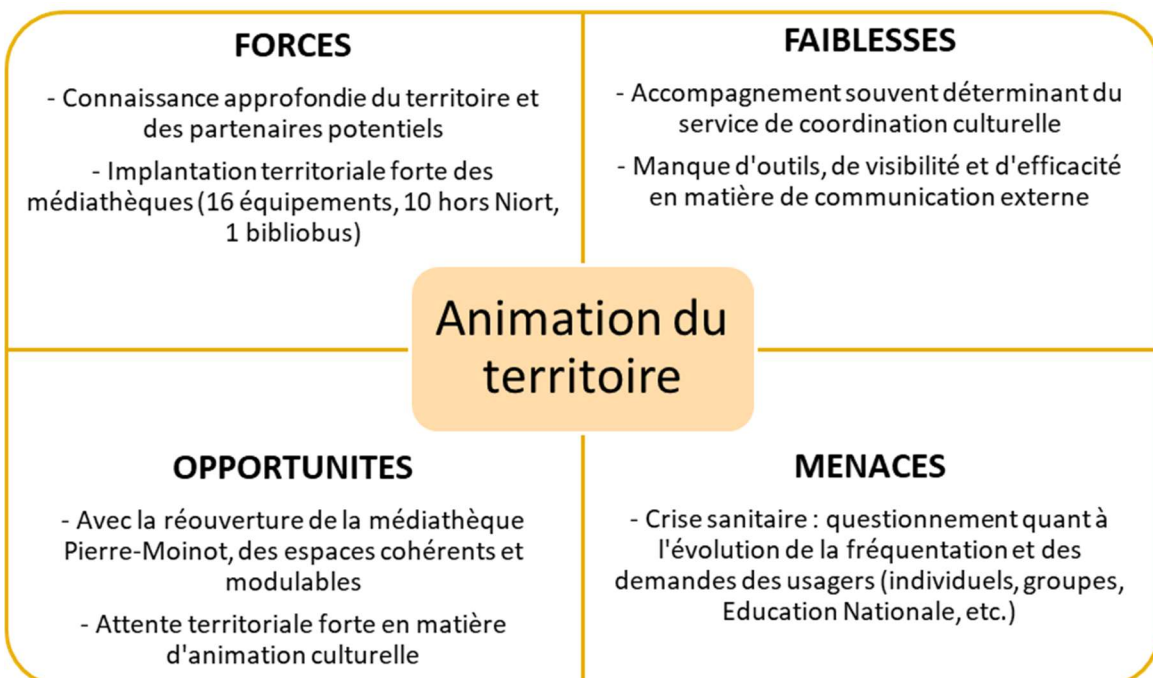 FORCES
- Connaissance approfondie du territoire et
des partenaires potentiels
- Implantation territoriale forte des
médiathèques (16 équipements, 10 hors Niort,
1 bibliobus)
FAIBLESSES
- Accompagnement souvent déterminant du
service de coordination culturelle
- Manque d'outils, de visibilité et d'efficacité
en matière de communication externe
Animation du
territoire
OPPORTUNITES
- Avec la réouverture de la médiathèque
Pierre-Moinot, des espaces cohérents et
modulables
- Attente territoriale forte en matière
d'animation culturelle
MENACES
- Crise sanitaire : questionnement quant à
l'évolution de la fréquentation et des
demandes des usagers (individuels, groupes,
Education Nationale, etc.)